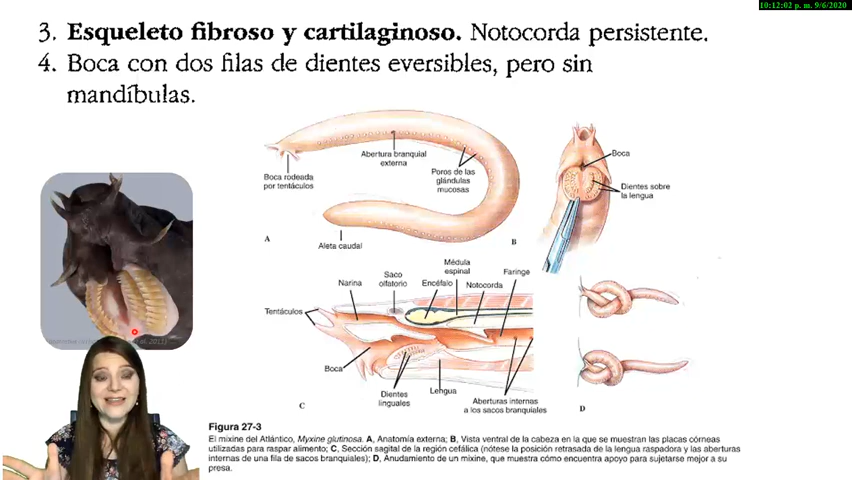 10:12:02 p. m. 9/6/2020
3. Esqueleto fibroso y cartilaginoso. Notocorda persistente.
4. Boca con dos filas de dientes eversibles, pero sin
mandíbulas.
Boca rodeada
por tentáculos
Abertura branquial
externa
Poros de las
glándulas
mucosas
Aleta caudal
A
Boca
Dientes sobre
la lengua
B
Tentáculos
Narina
Saco
olfatorio
Encéfalo
Médula
espinal
Notocorda
Faringe
Boca
Dientes
linguales
Lengua
Aberturas internas
a los sacos branquiales
C
D
Figura 27-3
El mixine del Atlántico, Myxine glutinosa. A, Anatomía externa; B, Vista ventral de la cabeza en la que se muestran las placas córneas
utilizadas para raspar alimento; C, Sección sagital de la región cefálica (nótese la posición retrasada de la lengua raspadora y las aberturas
internas de una fila de sacos branquiales); D, Anudamiento de un mixine, que muestra cómo encuentra apoyo para sujetarse mejor a su
presa.